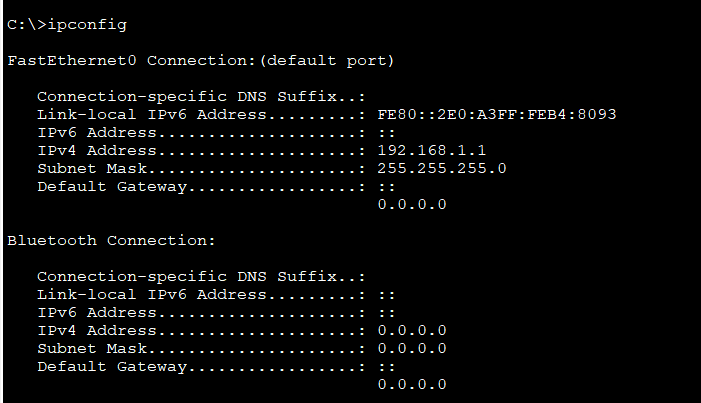 C:\>ipconfig
FastEthernet0 Connection:(default port)
Connection-specific DNS Suffix..:
Link-local IPv6 Address.........: FE80::2E0:A3FF:FEB4:8093
IPv6 Address....................: ::
IPv4 Address....................: 192.168.1.1
Subnet Mask.....................: 255.255.255.0
Default Gateway.................: ::
0.0.0.0
Bluetooth Connection:
Connection-specific DNS Suffix..:
Link-local IPv6 Address.........: ::
IPv6 Address....................: ::
IPv4 Address....................: 0.0.0.0
Subnet Mask.....................: 0.0.0.0
Default Gateway.................: ::
0.0.0.0